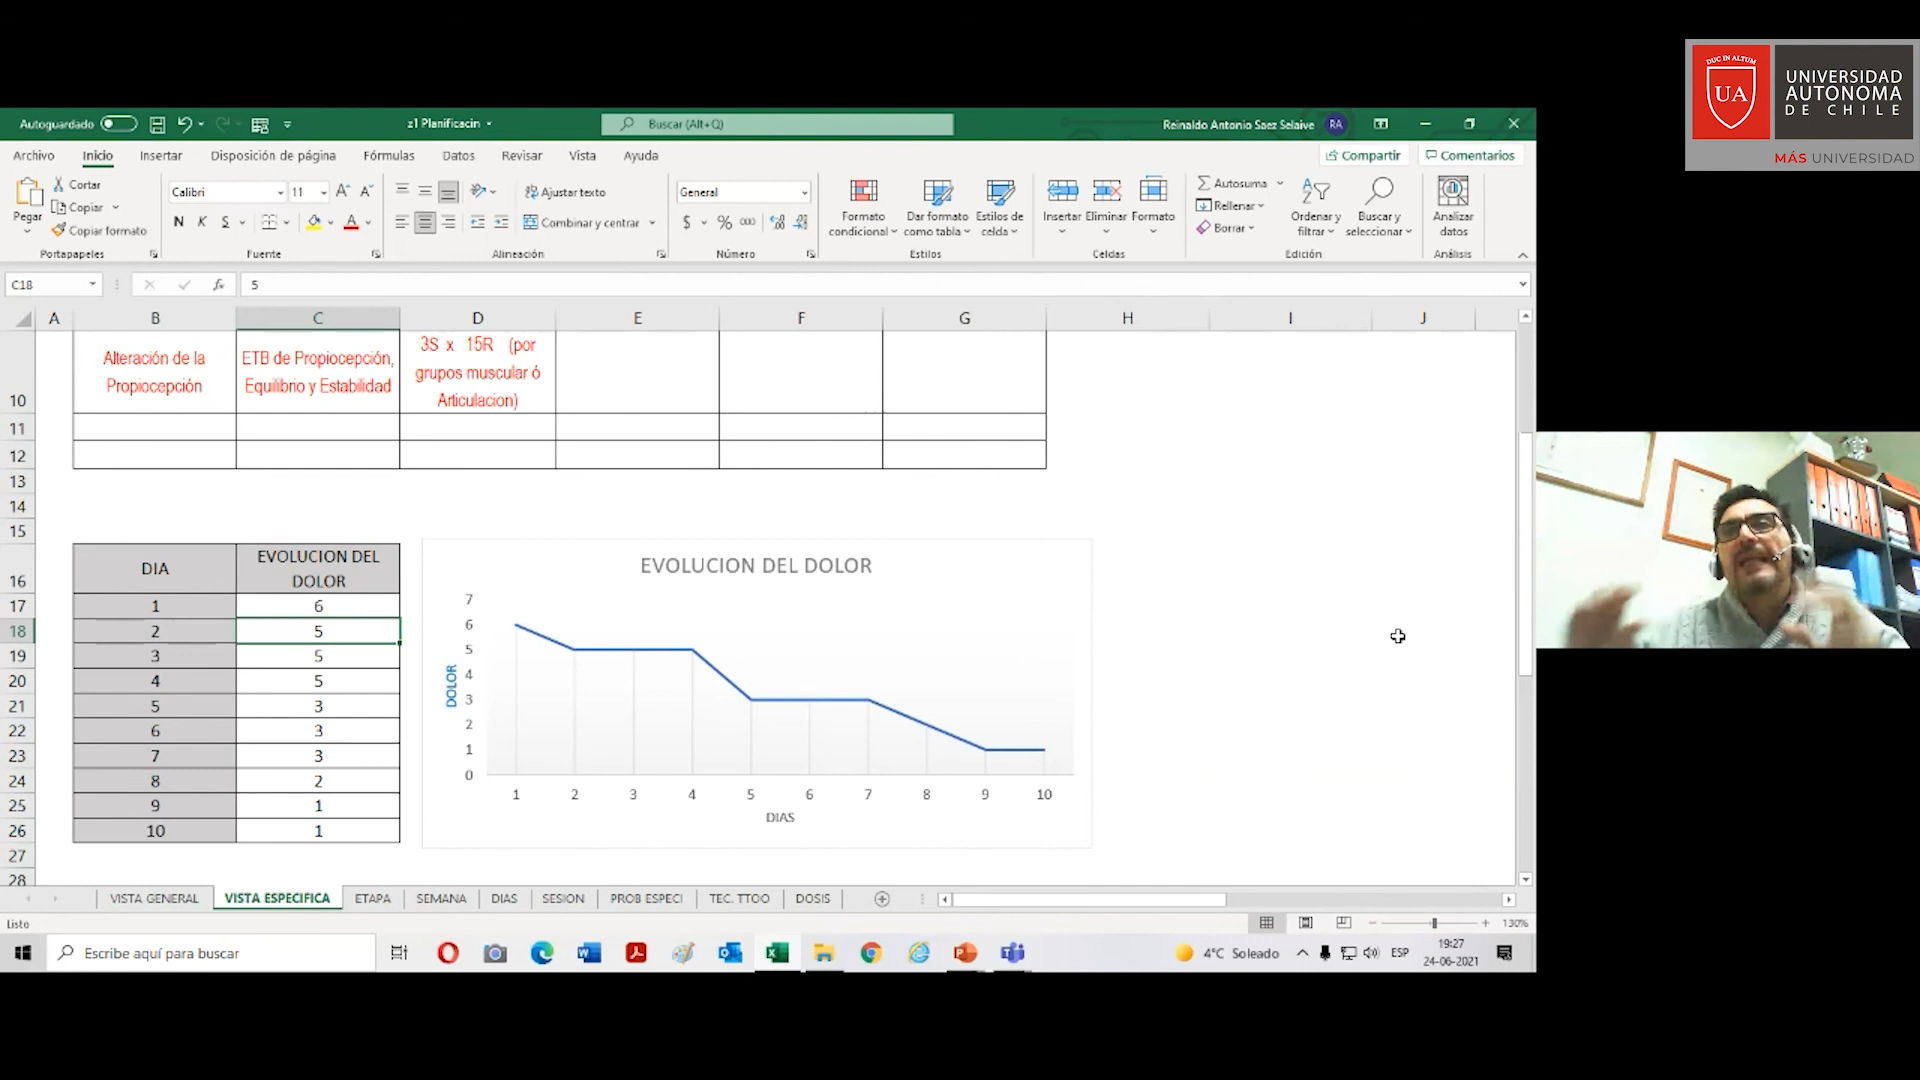 DUC IN ALTUM
UA
UNIVERSIDAD
AUTONOMA
DE CHILE
MÁS UNIVERSIDAD
Autoguardado
z1 Planificacin
Buscar (Alt+Q)
Reinaldo Antonio Saez Selaive
RA
Archivo
Inicio
Insertar
Disposición de página
Fórmulas
Datos
Revisar
Vista
Ayuda
Compartir
Comentarios
Pegar
Cortar
Copiar
Copiar formato
Portapapeles
Calibri
11
N K S
Fuente
Ajustar texto
Combinar y centrar
Alineación
General
$ % 000
Número
Formato
condicional
Dar formato
como tabla
Estilos de
celda
Estilos
Insertar
Eliminar
Formato
Celdas
Autosuma
Rellenar
Borrar
Ordenar y
filtrar
Buscar y
seleccionar
Edición
Analizar
datos
Análisis
C18
fx
5
A B C D E F G H I J
10
Alteración de la
Propiocepción
ETB de Propiocepción,
Equilibrio y Estabilidad
3S x 15R (por
grupos muscular ó
Articulacion)
11
12
13
14
15
16
DIA
EVOLUCION DEL
DOLOR
17 1 6
18 2 5
19 3 5
20 4 5
21 5 3
22 6 3
23 7 3
24 8 2
25 9 1
26 10 1
27
28
EVOLUCION DEL DOLOR
7
6
5
4
3
2
1
0
DOLOR
1 2 3 4 5 6 7 8 9 10
DIAS
VISTA GENERAL
VISTA ESPECIFICA
ETAPA
SEMANA
DIAS
SESION
PROB ESPECI
TEC. TTOO
DOSIS
Listo
130%
Escribe aquí para buscar
4°C Soleado
ESP
19:27
24-06-2021